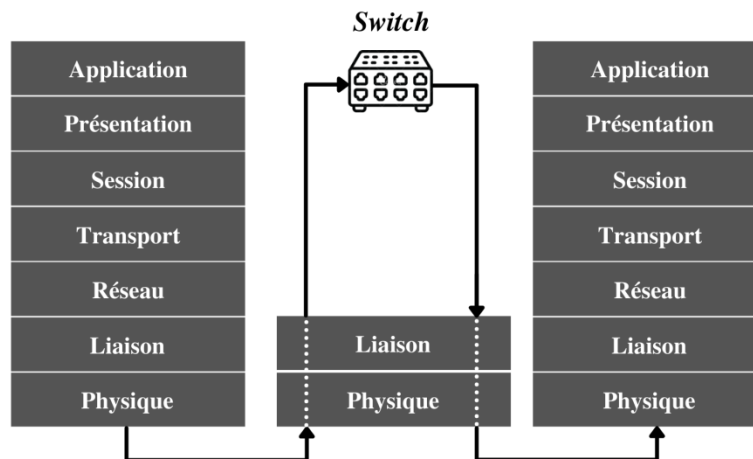 Switch
Application
Présentation
Session
Transport
Réseau
Liaison
Physique
Liaison
Physique
Application
Présentation
Session
Transport
Réseau
Liaison
Physique